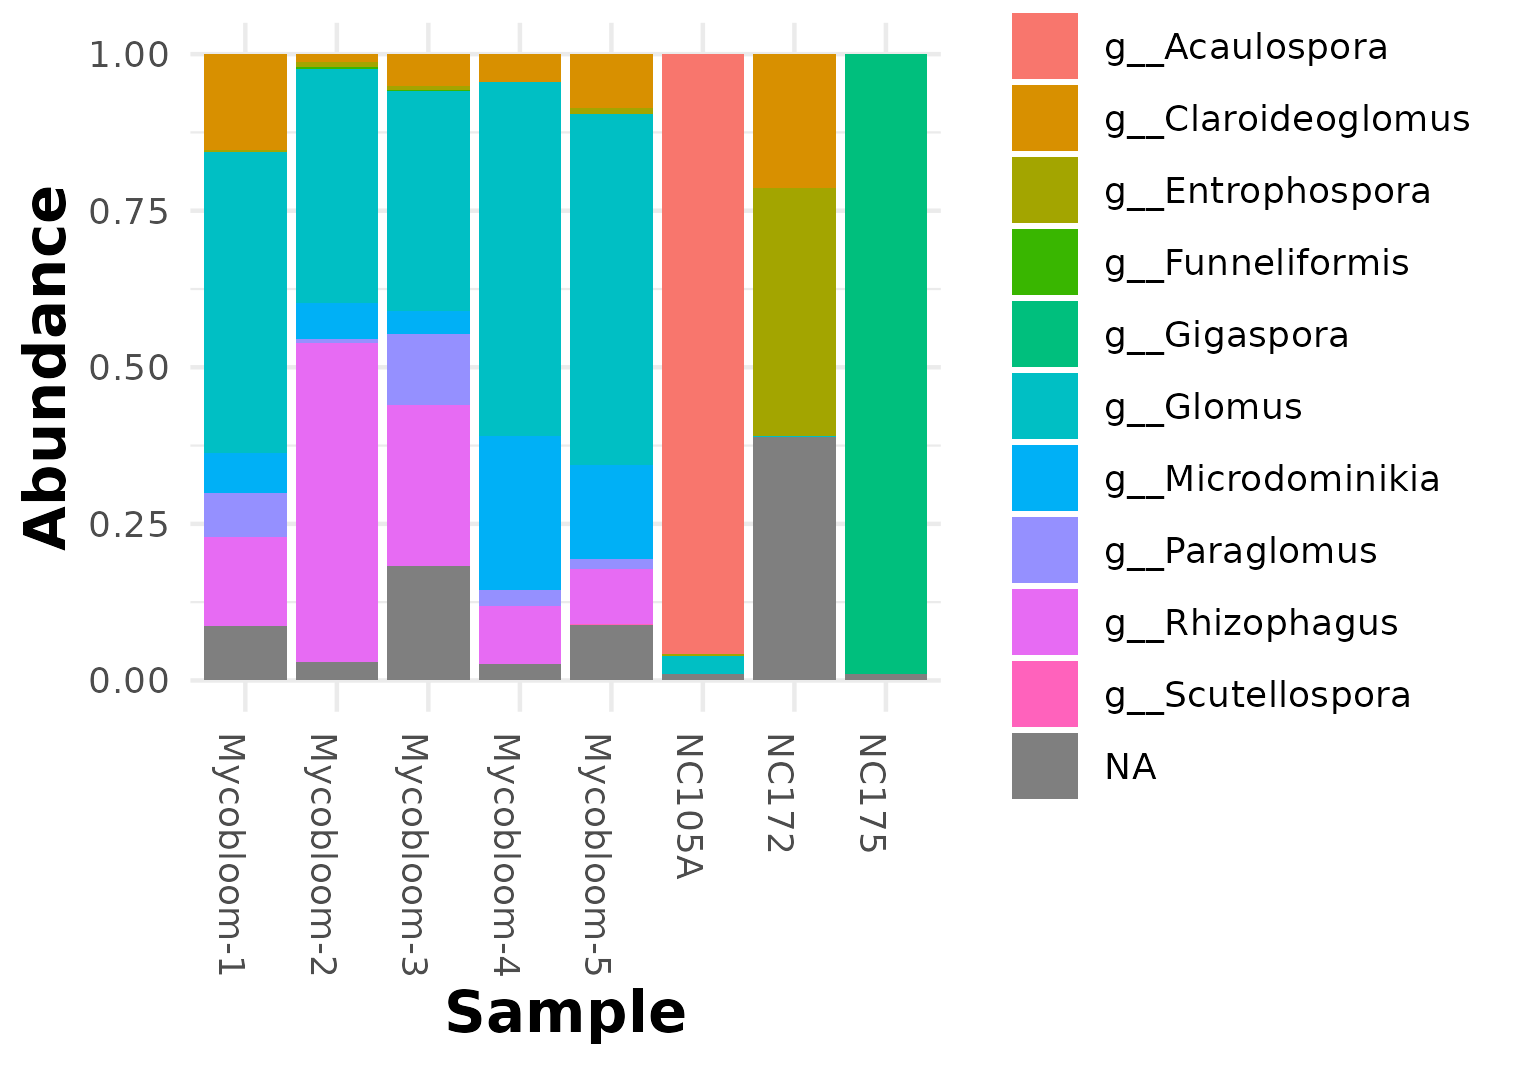 Abundance
1.00
0.75
0.50
0.25
0.00
Mycobloom-1
Mycobloom-2
Mycobloom-3
Mycobloom-4
Mycobloom-5
NC105A
NC172
NC175
Sample
g__Acaulospora
g__Claroideoglomus
g__Entrophospora
g__Funneliformis
g__Gigaspora
g__Glomus
g__Microdominikia
g__Paraglomus
g__Rhizophagus
g__Scutellospora
NA